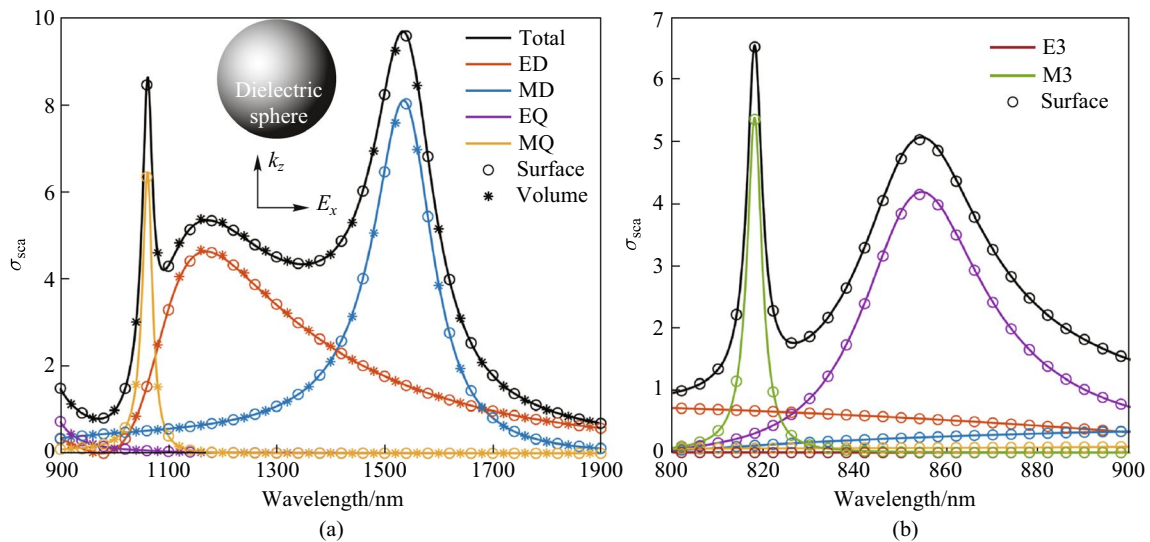 10
8
6
4
2
0
σsca
900
1100
1300
1500
1700
1900
Wavelength/nm
(a)
Dielectric
sphere
kz
Ex
Total
ED
MD
EQ
MQ
Surface
Volume
7
6
5
4
3
2
1
0
σsca
800
820
840
860
880
900
Wavelength/nm
(b)
E3
M3
Surface